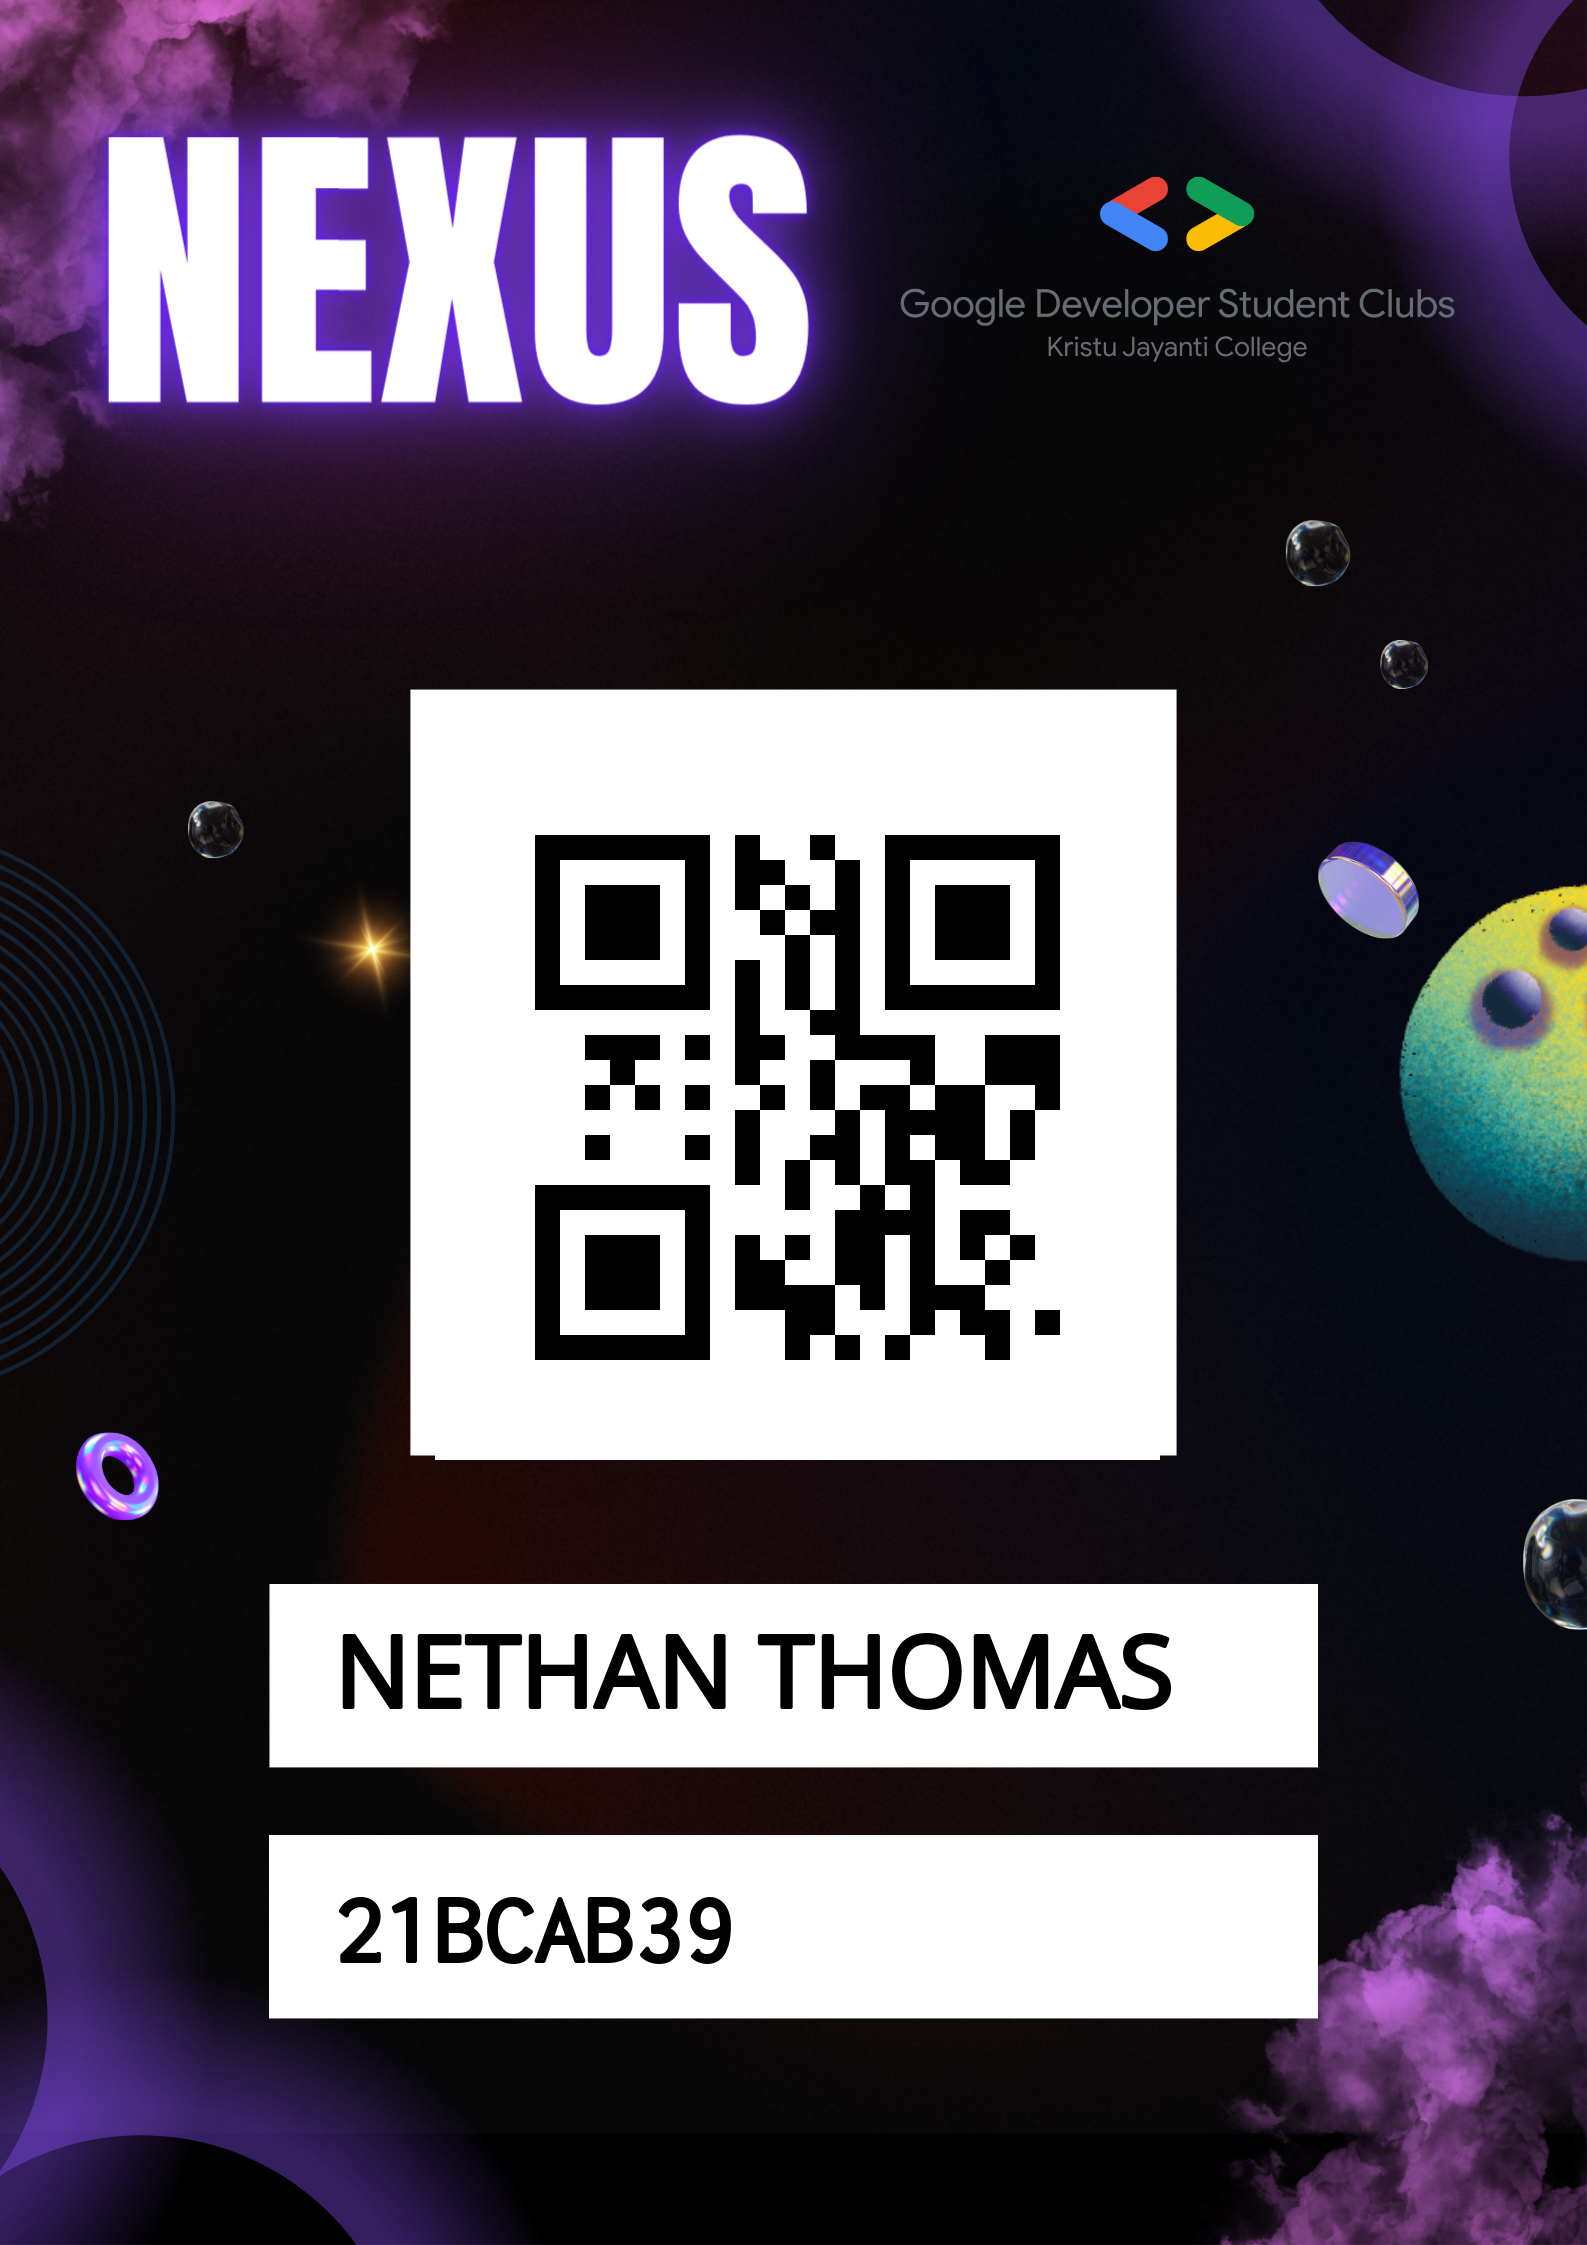 NEXUS
Google Developer Student Clubs
Kristu Jayanti College
NETHAN THOMAS
21BCAB39